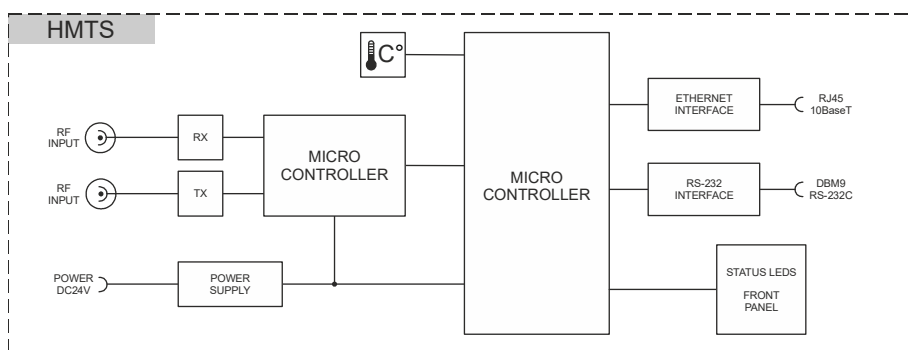 HMTS
C°
RF
INPUT
RX
MICRO
CONTROLLER
RF
INPUT
TX
POWER
DC24V
POWER
SUPPLY
MICRO
CONTROLLER
ETHERNET
INTERFACE
RJ45
10BaseT
RS-232
INTERFACE
DBM9
RS-232C
STATUS LEDS
FRONT
PANEL